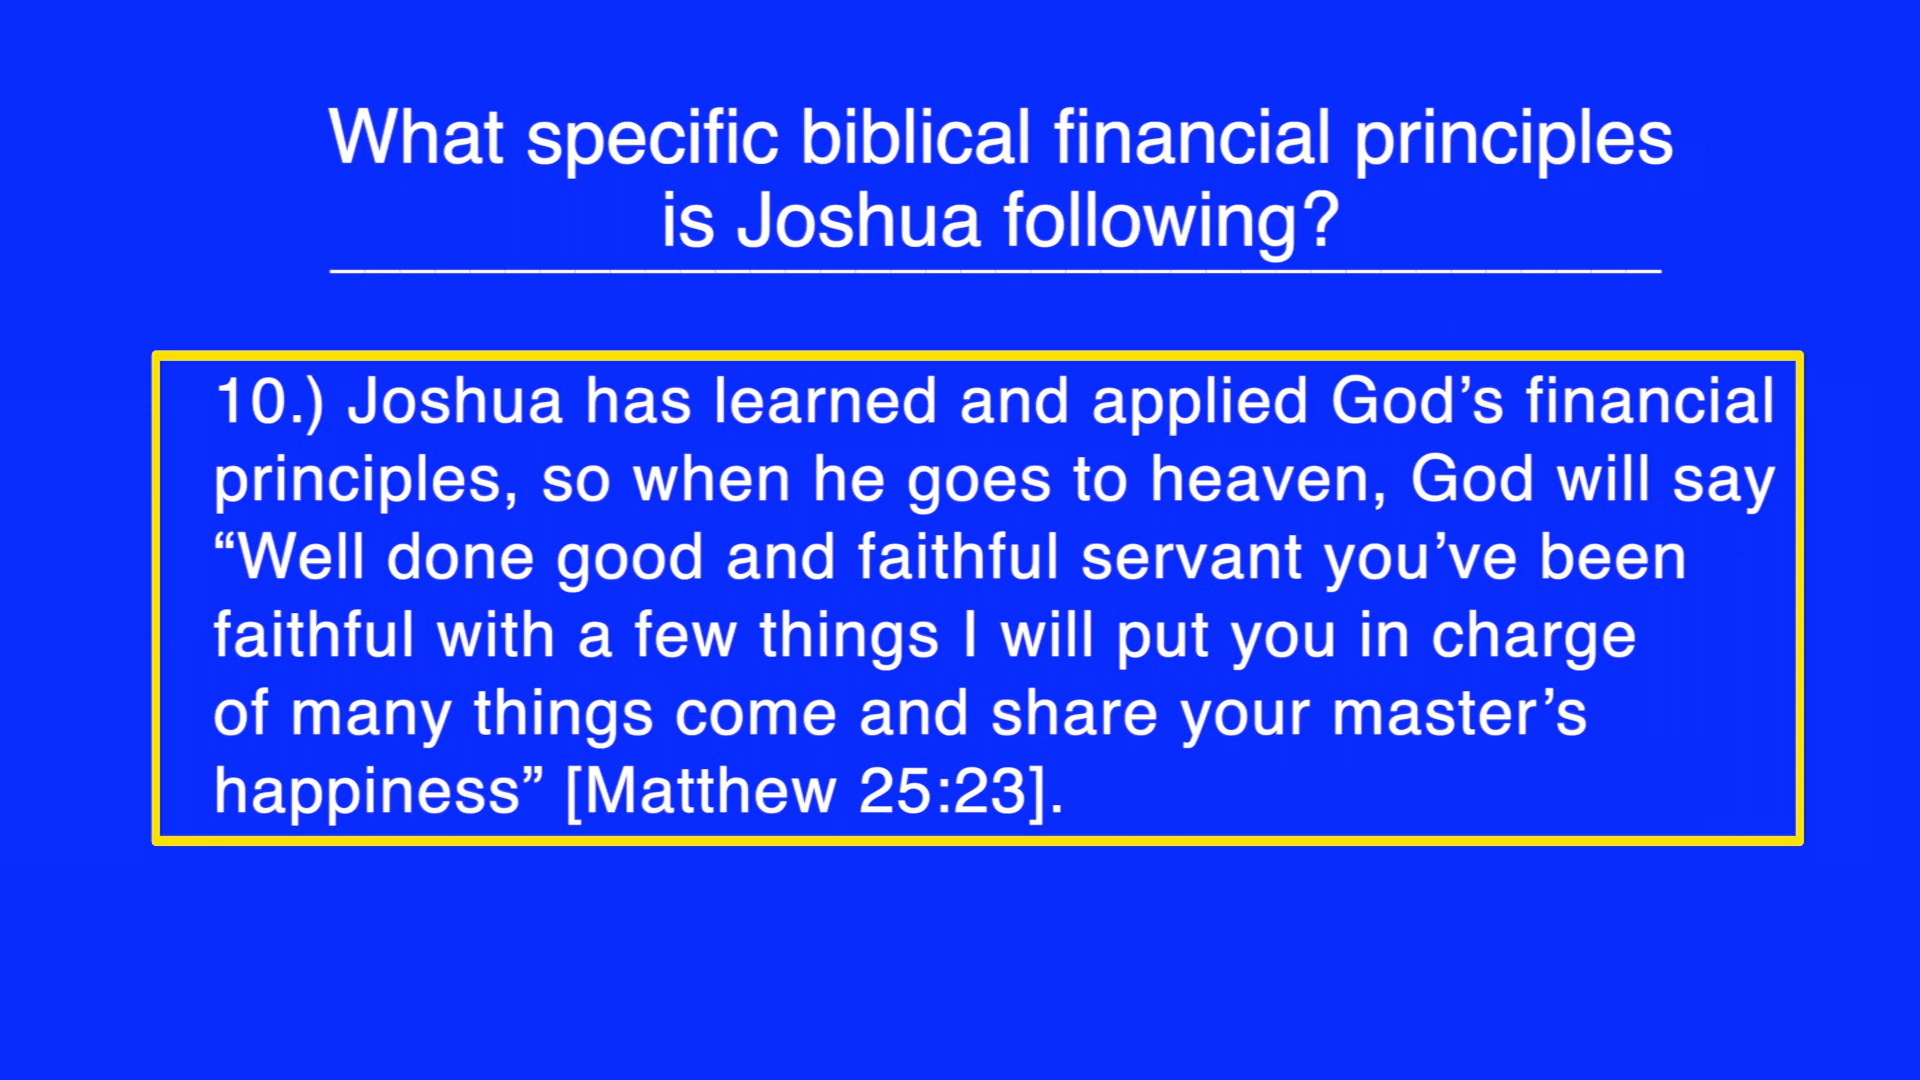 What specific biblical financial principles
is Joshua following?
10.) Joshua has learned and applied God’s financial
principles, so when he goes to heaven, God will say
“Well done good and faithful servant you’ve been
faithful with a few things I will put you in charge
of many things come and share your master’s
happiness” [Matthew 25:23].